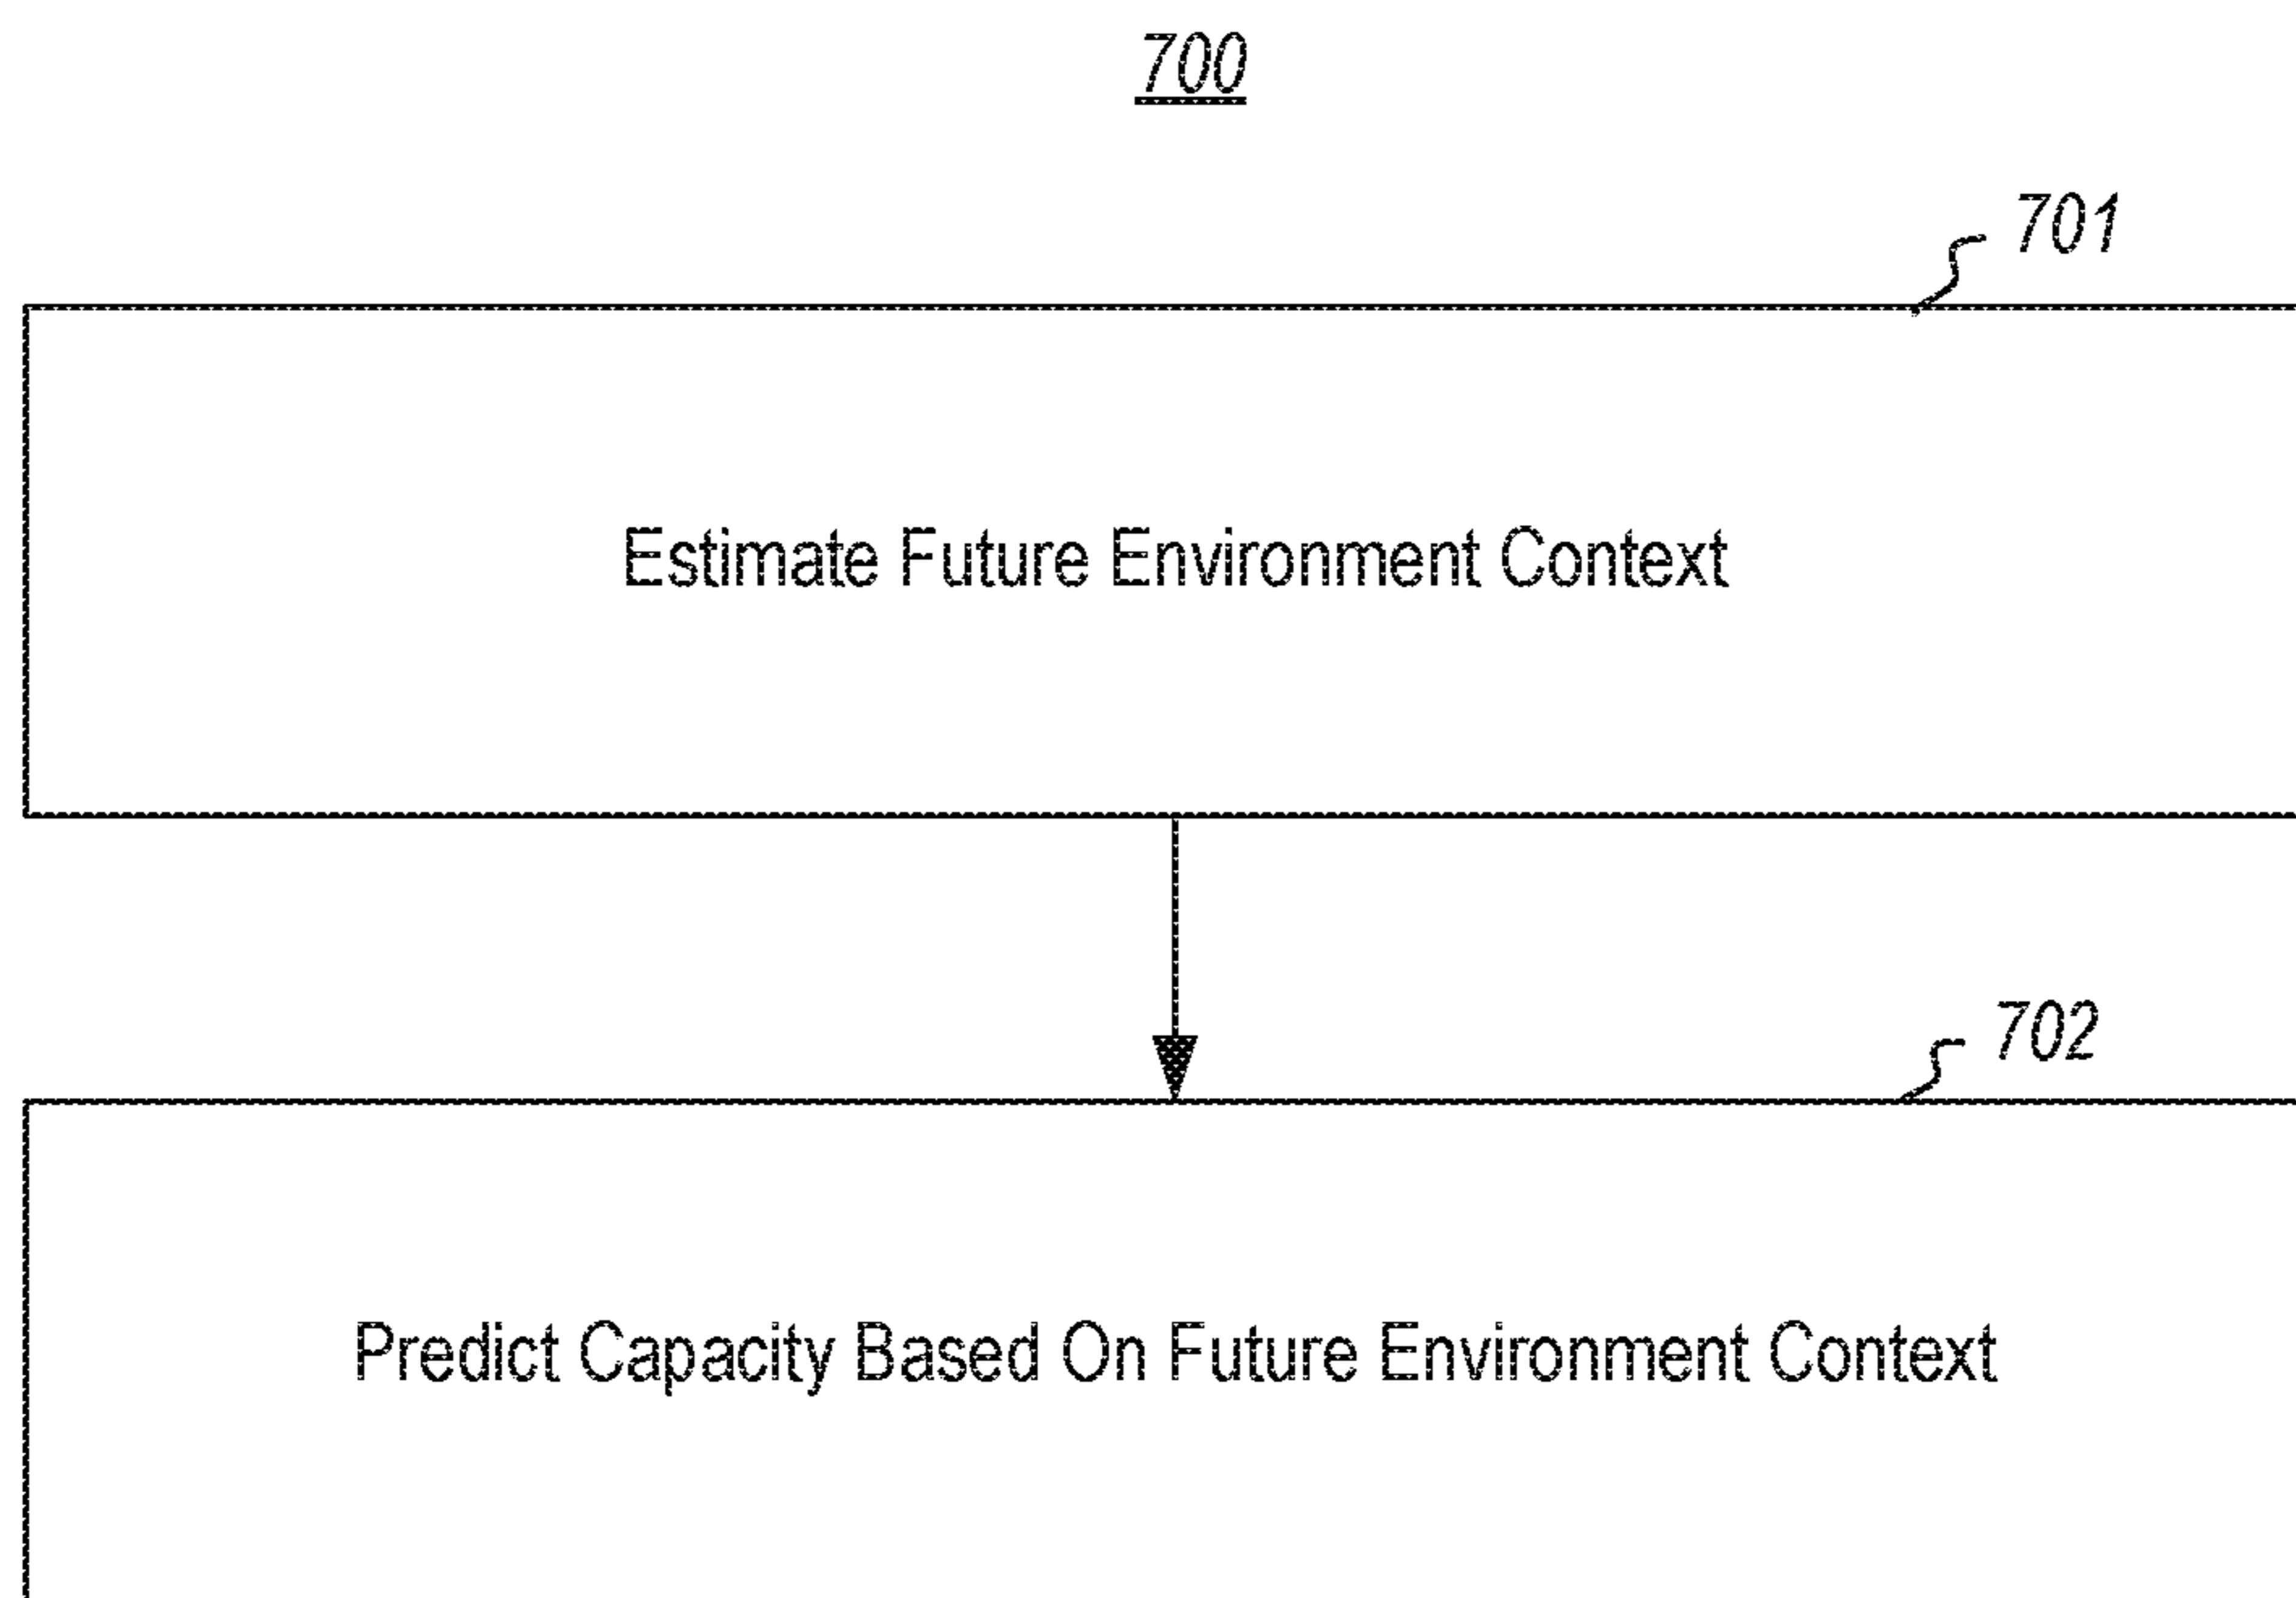 700
701
Estimate Future Environment Context
702
Predict Capacity Based On Future Environment Context